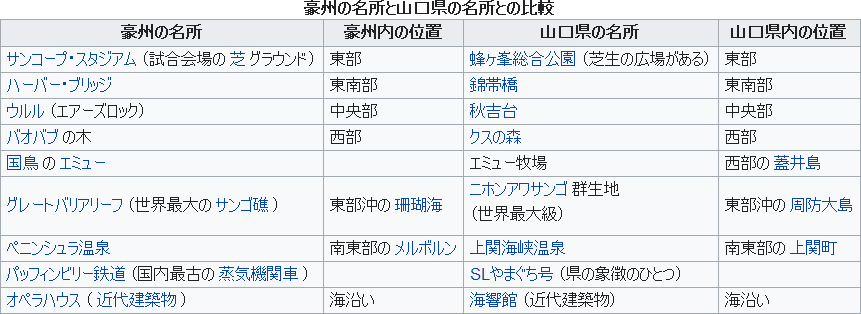 豪州の名所と山口県の名所との比較
豪州の名所 豪州内の位置 山口県の名所 山口県内の位置
サンコープ・スタジアム（試合会場の 芝 グラウンド） 東部 蜂ヶ峯総合公園（芝生の広場がある） 東部
ハーバー・ブリッジ 東南部 錦帯橋 東南部
ウルル（エアーズロック） 中央部 秋吉台 中央部
バオバブ の木 西部 クスの森 西部
国鳥 の エミュー エミュー牧場 西部の 蓋井島
グレートバリアリーフ（世界最大の サンゴ礁 ） 東部沖の 珊瑚海 ニホンアワサンゴ 群生地
（世界最大級） 東部沖の 周防大島
ペニンシュラ温泉 南東部の メルボルン 上関海峡温泉 南東部の 上関町
パッフィンビリー鉄道（国内最古の 蒸気機関車 ） SLやまぐち号（県の象徴のひとつ）
オペラハウス（ 近代建築物 ） 海沿い 海響館（近代建築物） 海沿い